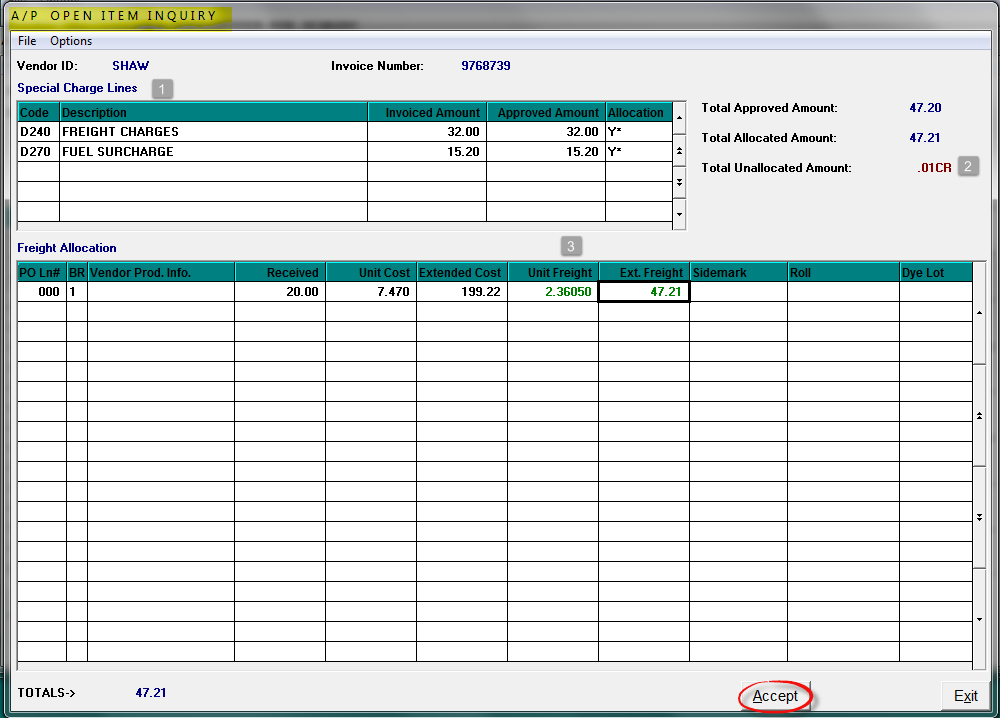 A/P OPEN ITEM INQUIRY
File Options
Vendor ID: SHAW Invoice Number: 9768739
Special Charge Lines 1
Code Description Invoiced Amount Approved Amount Allocation
D240 FREIGHT CHARGES 32.00 32.00 Y*
D270 FUEL SURCHARGE 15.20 15.20 Y*
Total Approved Amount: 47.20
Total Allocated Amount: 47.21
Total Unallocated Amount: .01CR 2
Freight Allocation 3
PO Ln# BR Vendor Prod. Info. Received Unit Cost Extended Cost Unit Freight Ext. Freight Sidemark Roll Dye Lot
000 1 20.00 7.470 199.22 2.36050 47.21
TOTALS-> 47.21
Accept Exit